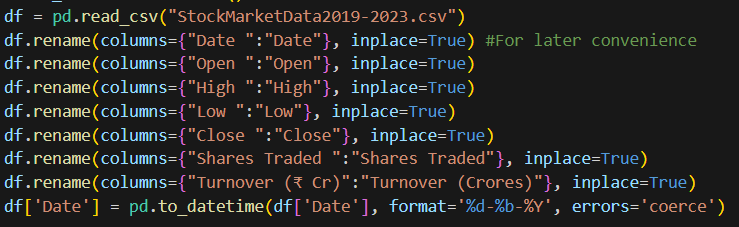 df = pd.read_csv("StockMarketData2019-2023.csv")
df.rename(columns={"Date ":"Date"}, inplace=True) #For later convenience
df.rename(columns={"Open ":"Open"}, inplace=True)
df.rename(columns={"High ":"High"}, inplace=True)
df.rename(columns={"Low ":"Low"}, inplace=True)
df.rename(columns={"Close ":"Close"}, inplace=True)
df.rename(columns={"Shares Traded ":"Shares Traded"}, inplace=True)
df.rename(columns={"Turnover (₹ Cr)":"Turnover (Crores)"}, inplace=True)
df['Date'] = pd.to_datetime(df['Date'], format='%d-%b-%Y', errors='coerce')